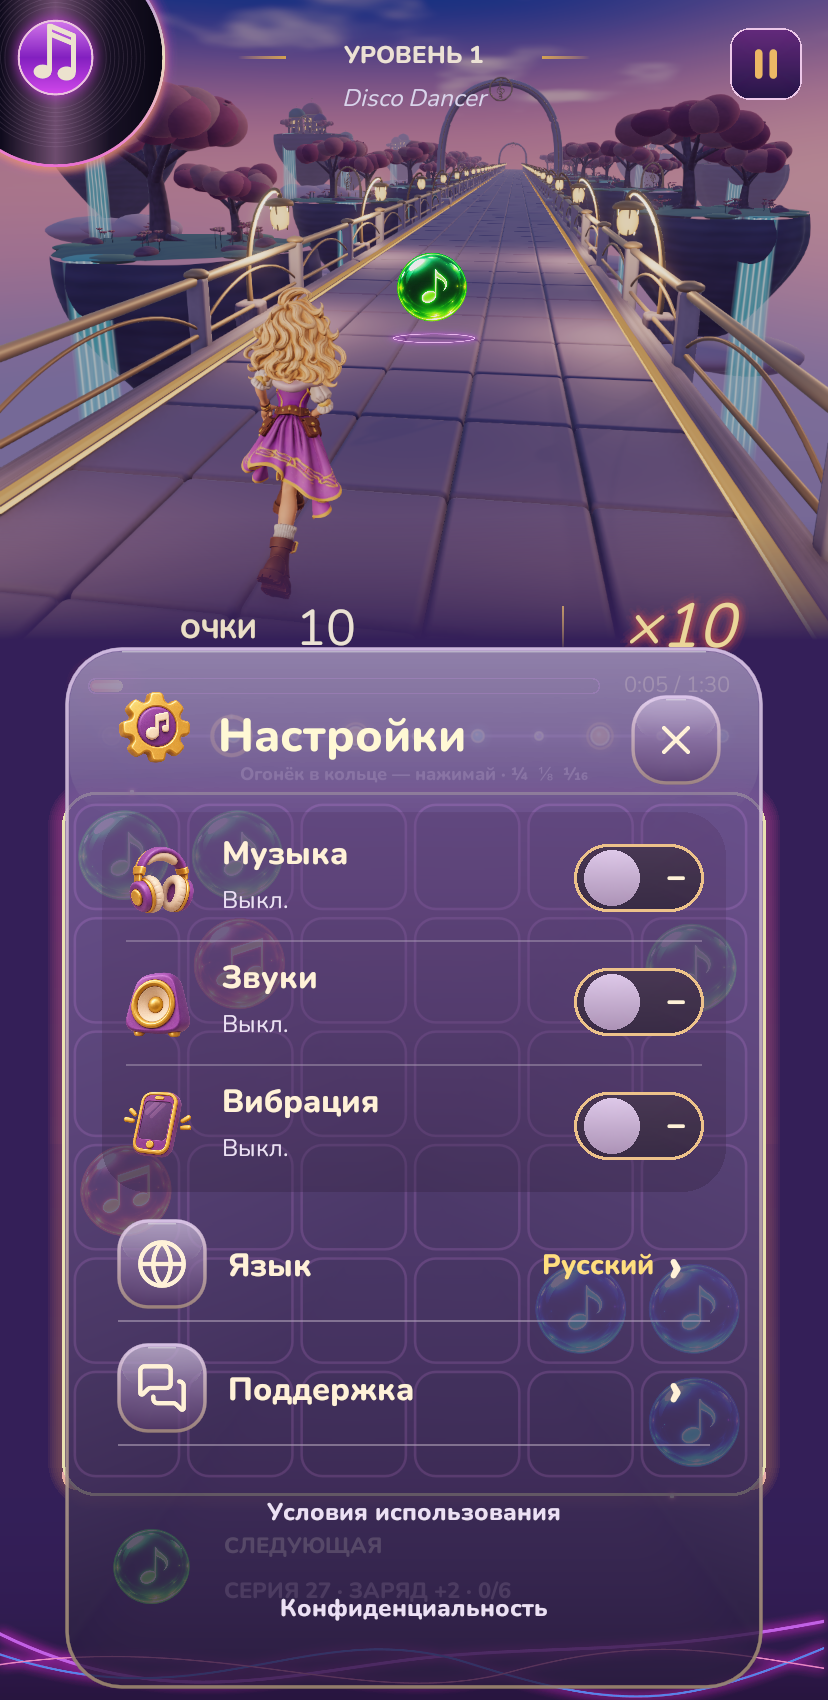 УРОВЕНЬ 1
Disco Dancer
ОЧКИ 10 ×10
0:05 / 1:30
Настройки
Огонёк в кольце — нажимай · ¼ ⅛ ¹⁄₁₆
Музыка
Выкл.
Звуки
Выкл.
Вибрация
Выкл.
Язык Русский ›
Поддержка ›
Условия использования
СЛЕДУЮЩАЯ
СЕРИЯ 27 · ЗАРЯД +2 · 0/6
Конфиденциальность